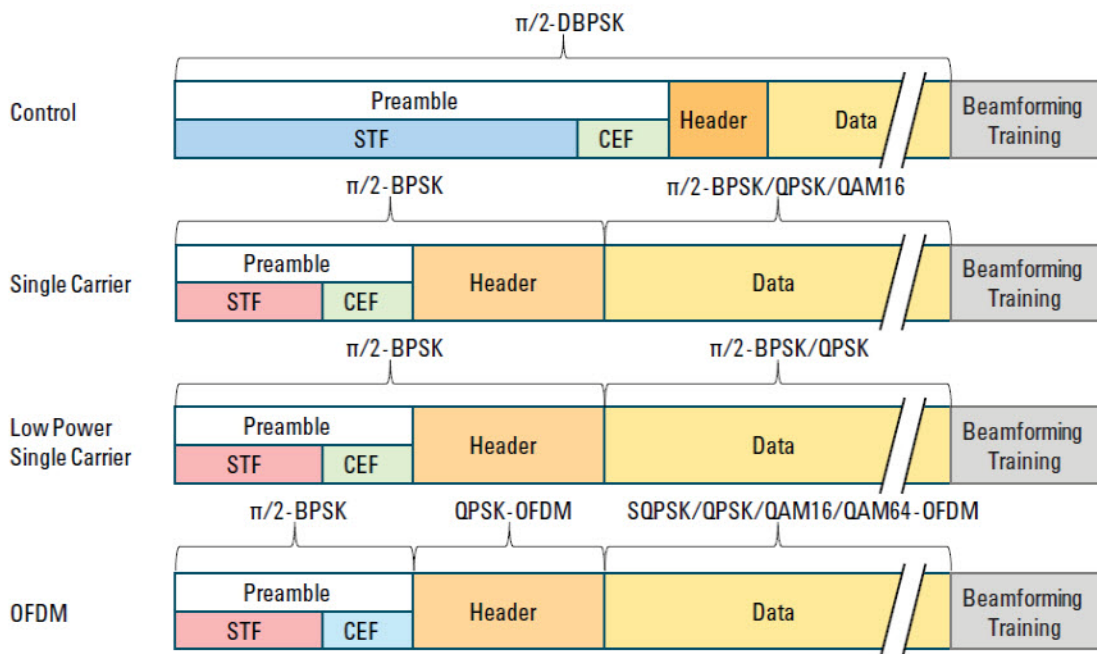 π/2-DBPSK
Control
Preamble
STF
CEF
Header
Data
Beamforming
Training
π/2-BPSK
π/2-BPSK/QPSK/QAM16
Single Carrier
Preamble
STF
CEF
Header
Data
Beamforming
Training
π/2-BPSK
π/2-BPSK/QPSK
Low Power
Single Carrier
Preamble
STF
CEF
Header
Data
Beamforming
Training
π/2-BPSK
QPSK-OFDM
SQPSK/QPSK/QAM16/QAM64-OFDM
OFDM
Preamble
STF
CEF
Header
Data
Beamforming
Training